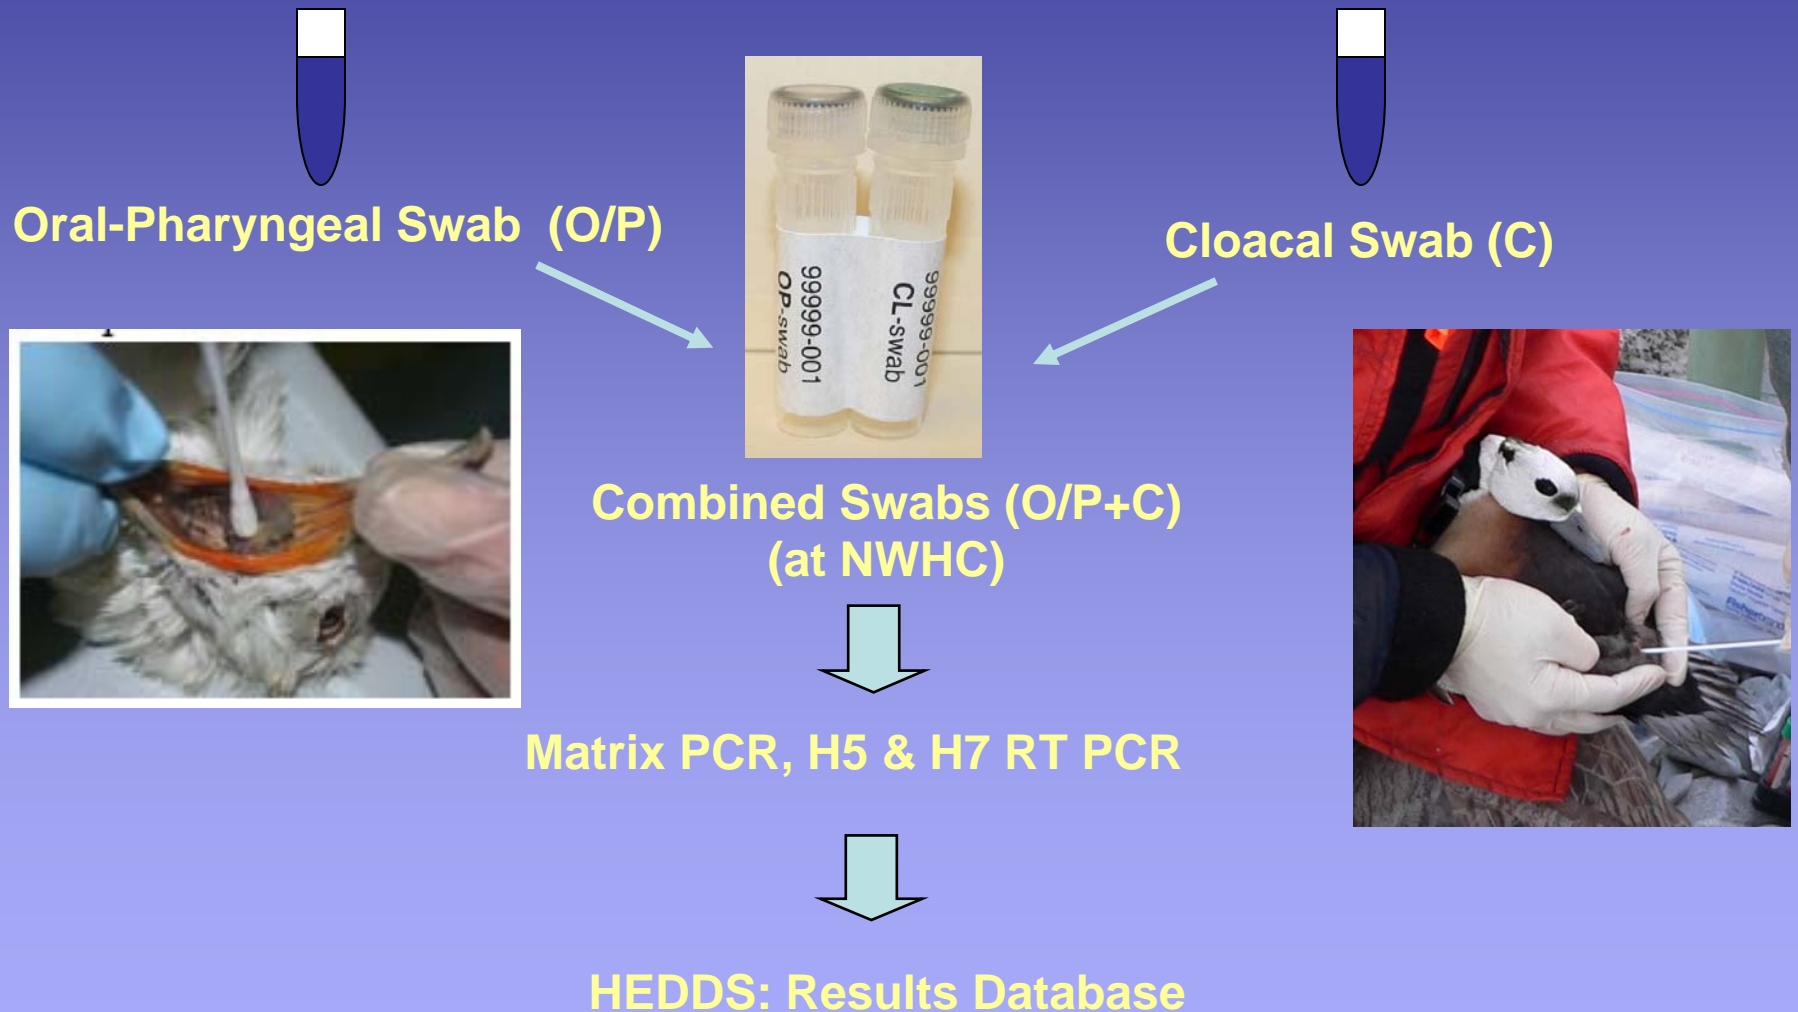 Oral-Pharyngeal Swab (O/P)
Cloacal Swab (C)
99999-001
OP-swab
99999-001
CL-swab
Combined Swabs (O/P+C)
(at NWHC)
Matrix PCR, H5 & H7 RT PCR
HEDDS: Results Database
Fisherbrand